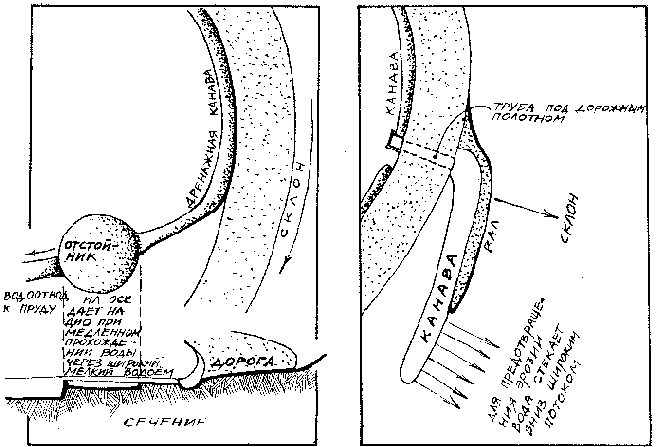 ДРЕНАЖНАЯ КАНАВА
СКЛОН
ОТСТОЙ-
НИК
ВОДООТВОД
К ПРУДУ
ИЛ ОСЕ
ДАЕТ НА
ДНО ПРИ
МЕДЛЕННОМ
ПРОХОЖДЕ-
НИИ ВОДЫ
ЧЕРЕЗ ШИРОКИЙ
МЕЛКИЙ ВОДОЕМ
ДОРОГА
СЕЧЕНИЕ
КАНАВА
ТРУБА ПОД ДОРОЖНЫМ
ПОЛОТНОМ
СКЛОН
ВАЛ
КАНАВА
ДЛЯ ПРЕДОТВРАЩЕ-
НИЯ ЭРОЗИИ
ВОДА СТЕКАЕТ
ВНИЗ ШИРОКИМ
ПОТОКОМ